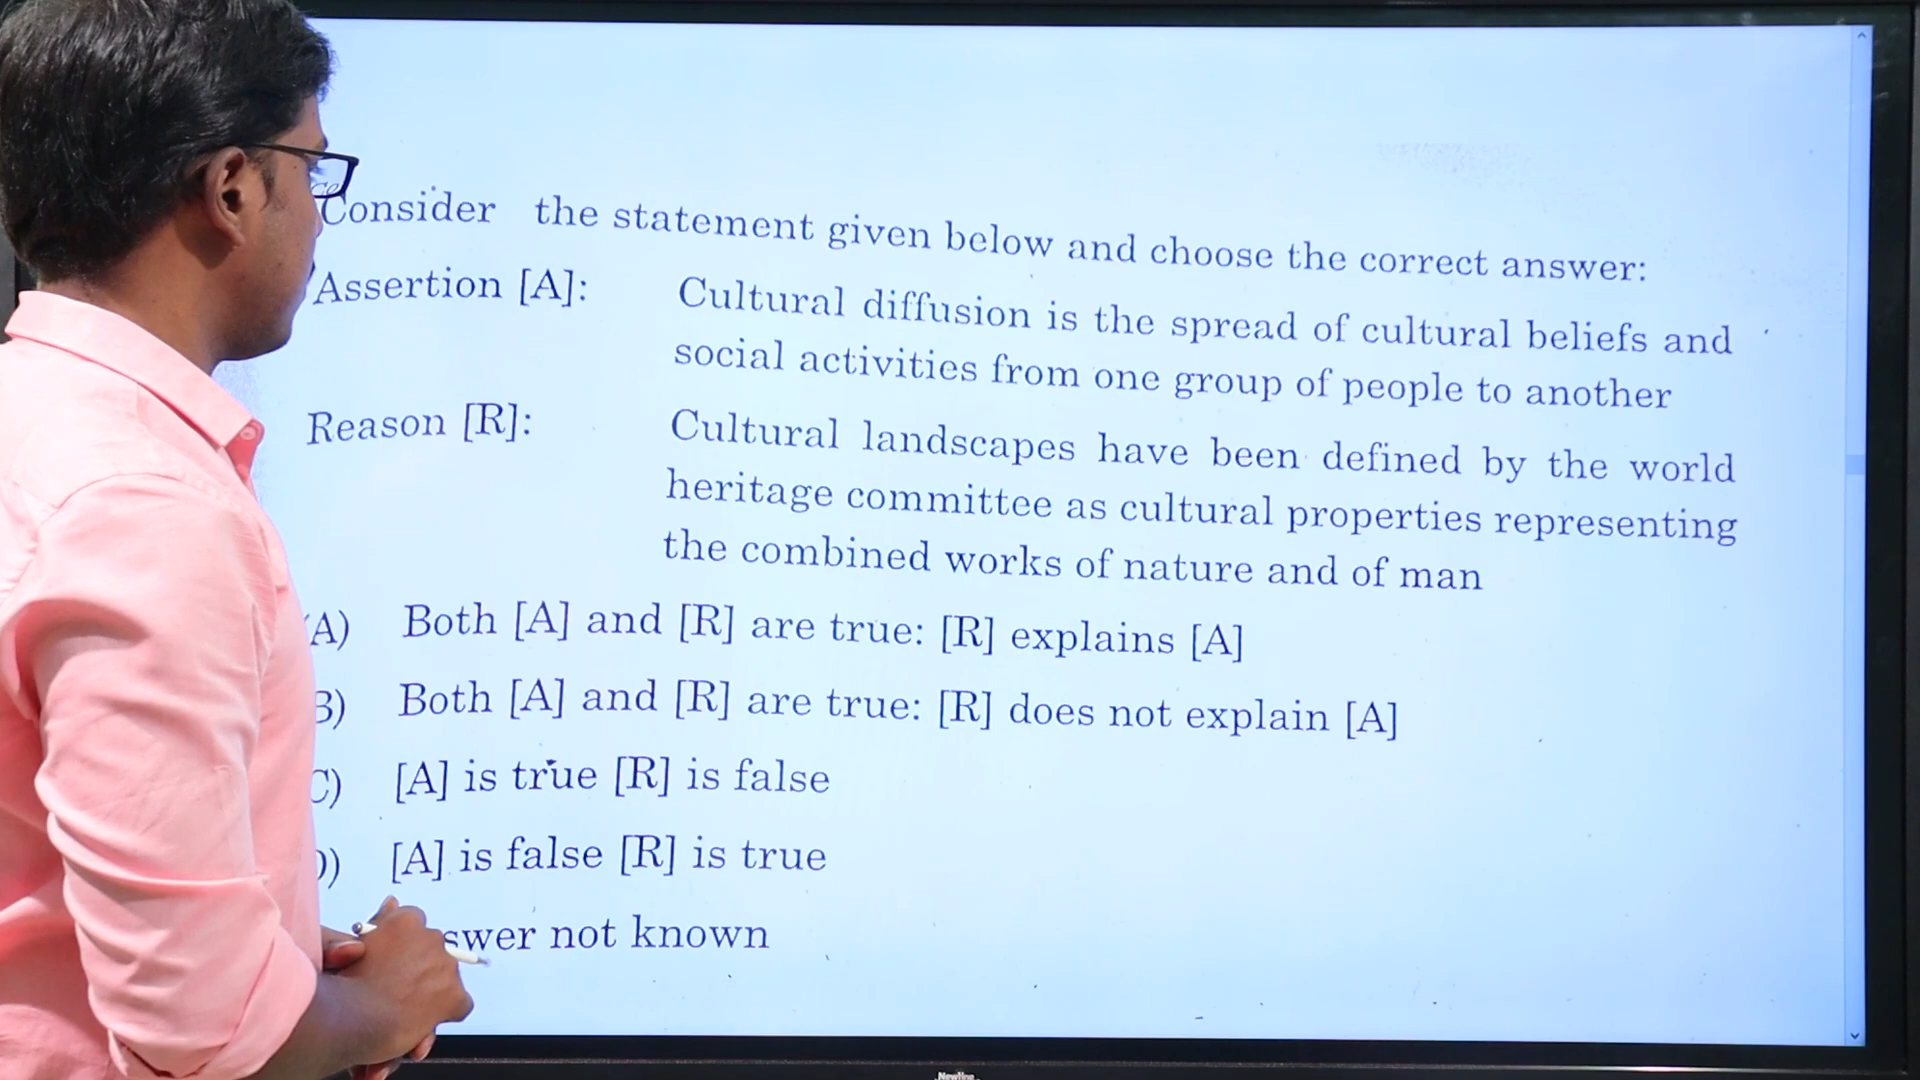 Consider the statement given below and choose the correct answer:
Assertion [A]: Cultural diffusion is the spread of cultural beliefs and
social activities from one group of people to another
Reason [R]: Cultural landscapes have been defined by the world
heritage committee as cultural properties representing
the combined works of nature and of man
A) Both [A] and [R] are true: [R] explains [A]
B) Both [A] and [R] are true: [R] does not explain [A]
C) [A] is true [R] is false
D) [A] is false [R] is true
swer not known
Newline